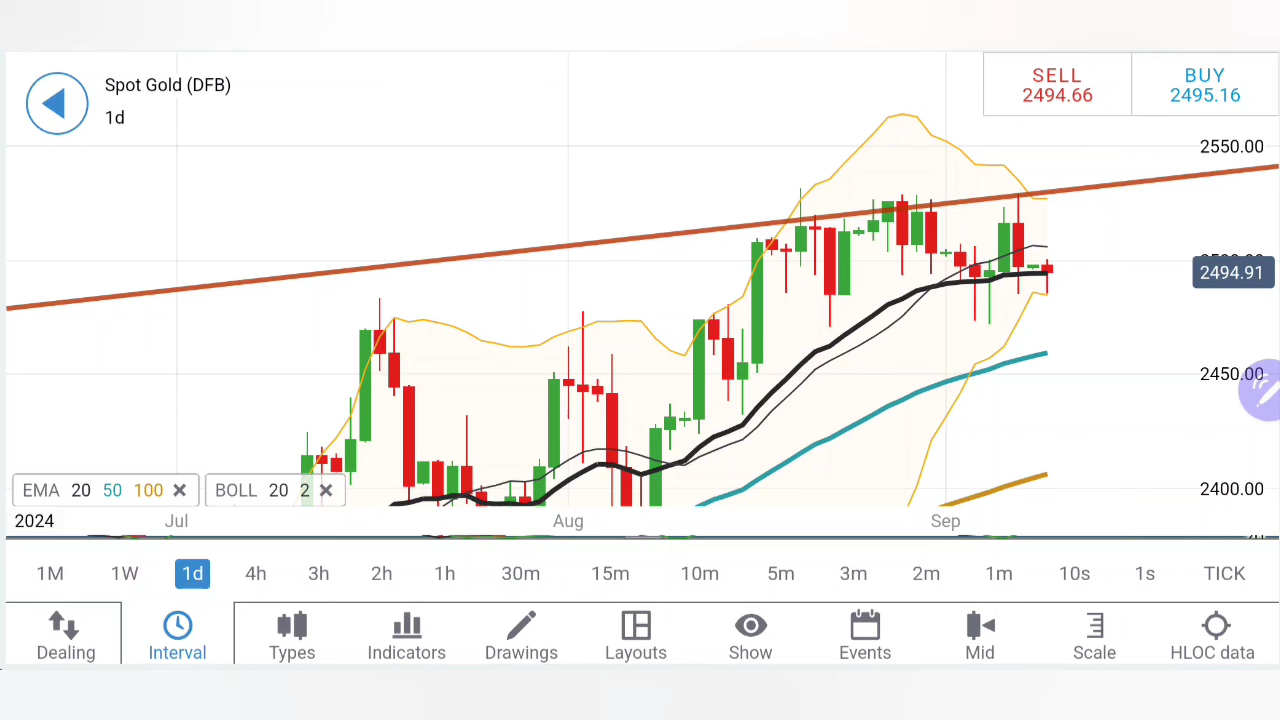 Spot Gold (DFB)
1d
SELL
2494.66
BUY
2495.16
2550.00
2494.91
2450.00
2400.00
EMA 20 50 100
BOLL 20 2
2024 Jul Aug Sep
1M 1W 1d 4h 3h 2h 1h 30m 15m 10m 5m 3m 2m 1m 10s 1s TICK
Dealing Interval Types Indicators Drawings Layouts Show Events Mid Scale HLOC data